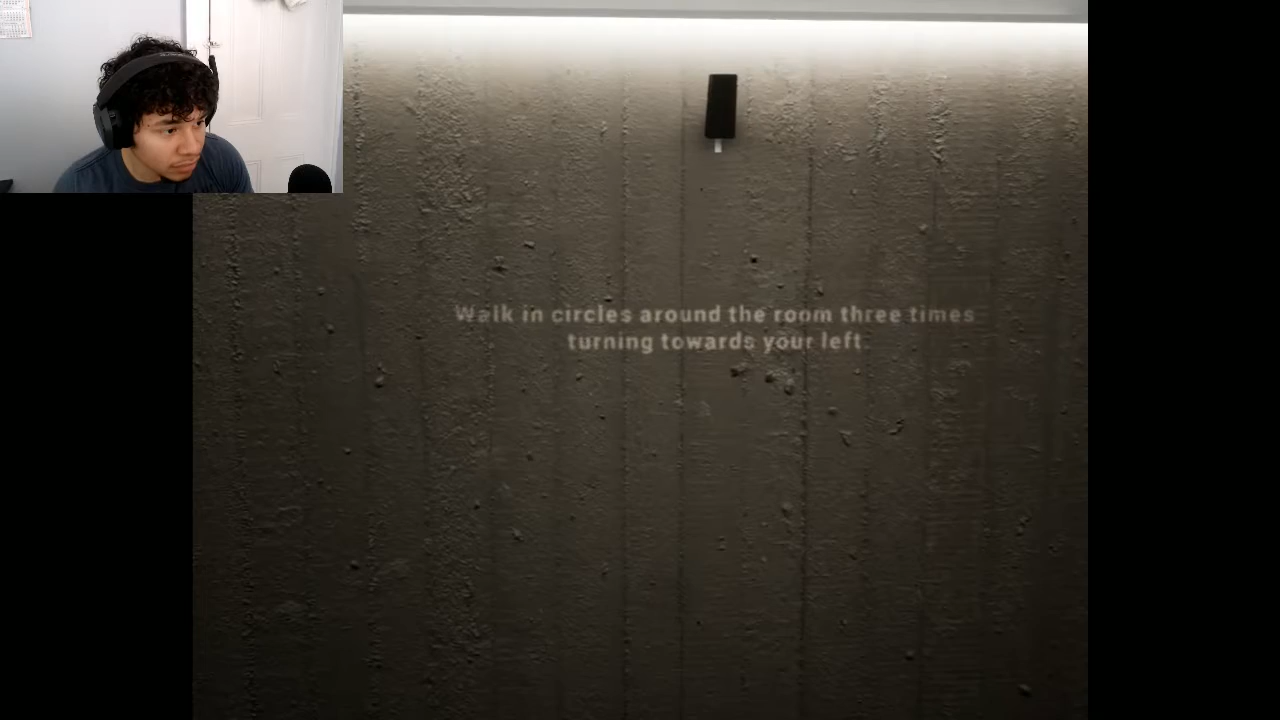 Walk in circles around the room three times
turning towards your left.